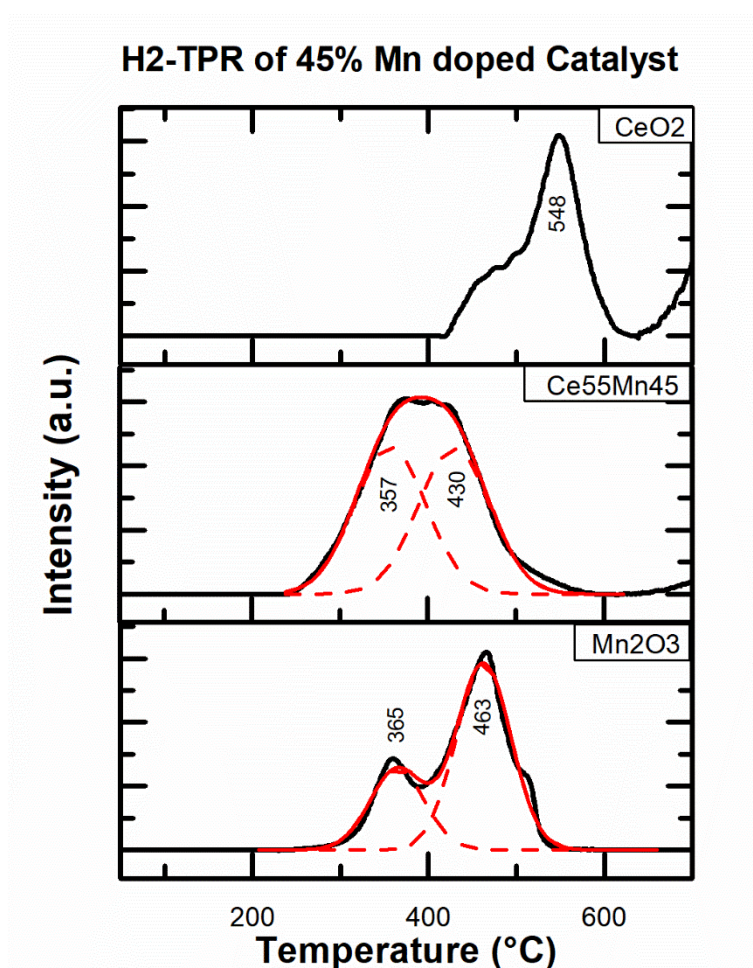 H2-TPR of 45% Mn doped Catalyst
CeO2
548
Ce55Mn45
357
430
Mn2O3
365
463
Intensity (a.u.)
200
400
600
Temperature (°C)